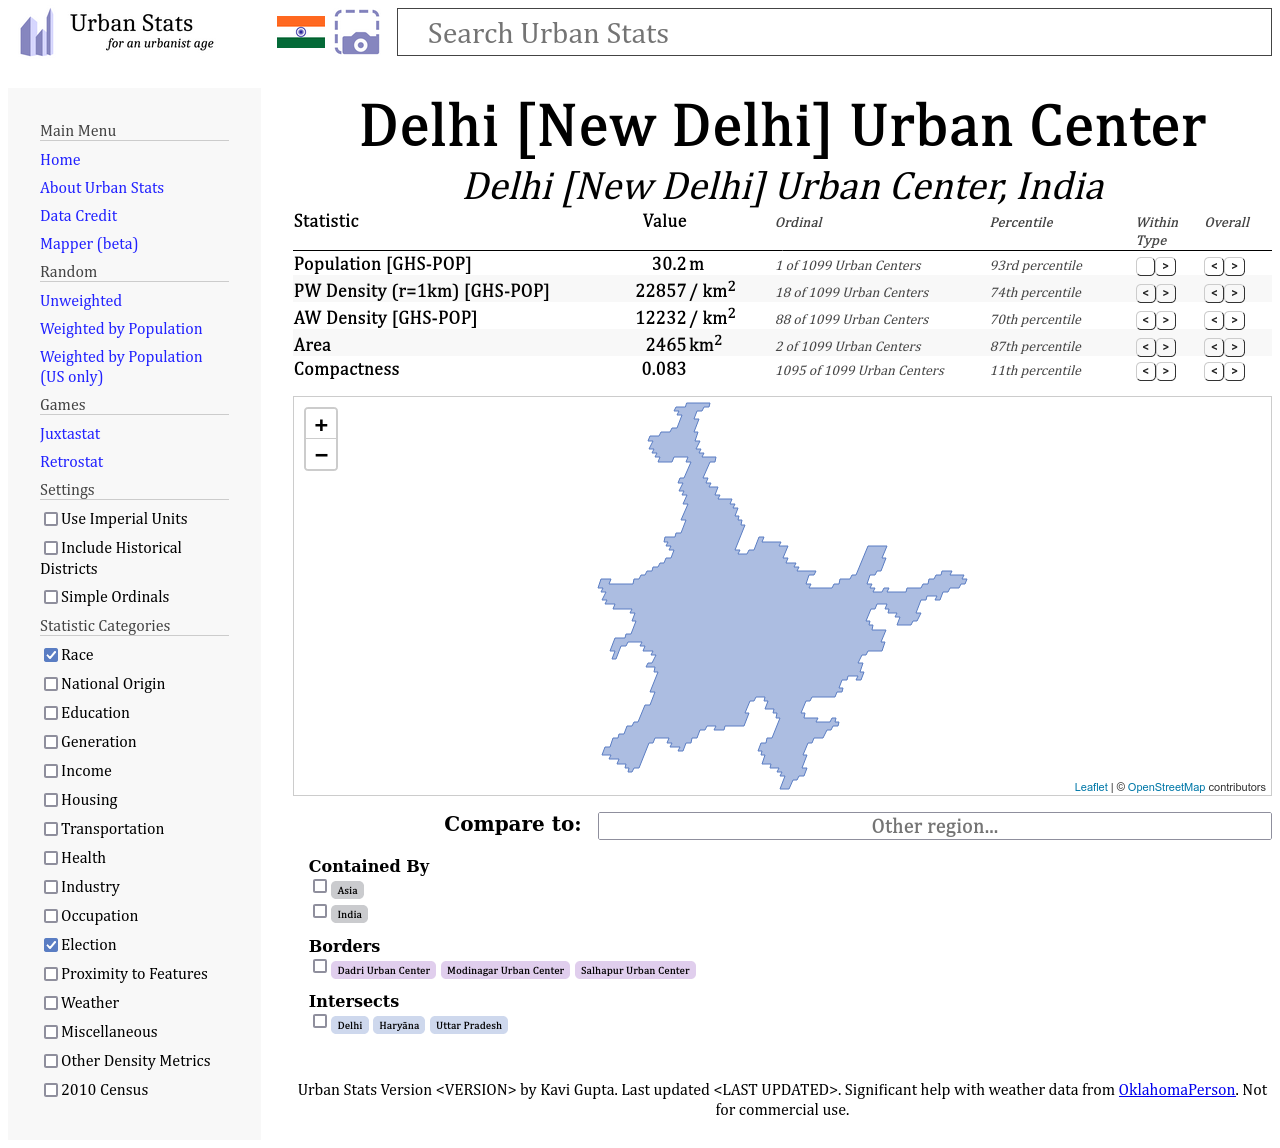 Urban Stats
for an urbanist age
Search Urban Stats
Main Menu
Home
About Urban Stats
Data Credit
Mapper (beta)
Random
Unweighted
Weighted by Population
Weighted by Population
(US only)
Games
Juxtastat
Retrostat
Settings
Use Imperial Units
Include Historical
Districts
Simple Ordinals
Statistic Categories
Race
National Origin
Education
Generation
Income
Housing
Transportation
Health
Industry
Occupation
Election
Proximity to Features
Weather
Miscellaneous
Other Density Metrics
2010 Census
Delhi [New Delhi] Urban Center
Delhi [New Delhi] Urban Center, India
Statistic Value Ordinal Percentile Within Type Overall
Population [GHS-POP] 30.2 m 1 of 1099 Urban Centers 93rd percentile > < >
PW Density (r=1km) [GHS-POP] 22857 / km² 18 of 1099 Urban Centers 74th percentile < > < >
AW Density [GHS-POP] 12232 / km² 88 of 1099 Urban Centers 70th percentile < > < >
Area 2465 km² 2 of 1099 Urban Centers 87th percentile < > < >
Compactness 0.083 1095 of 1099 Urban Centers 11th percentile < > < >
+
−
Leaflet | © OpenStreetMap contributors
Compare to: Other region...
Contained By
Asia
India
Borders
Dadri Urban Center Modinagar Urban Center Salhapur Urban Center
Intersects
Delhi Haryāna Uttar Pradesh
Urban Stats Version <VERSION> by Kavi Gupta. Last updated <LAST UPDATED>. Significant help with weather data from OklahomaPerson. Not
for commercial use.